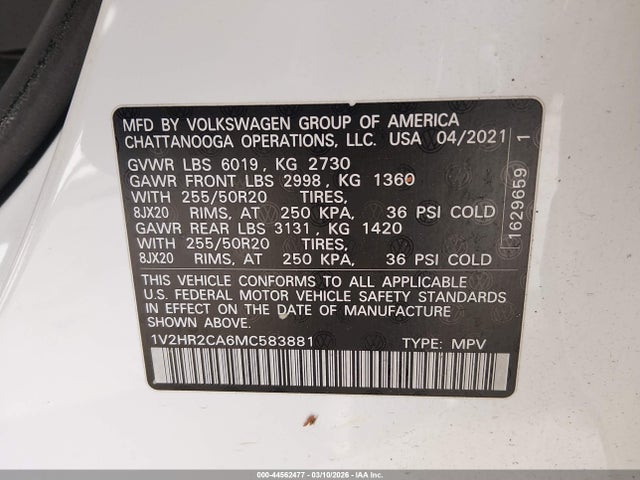 MFD BY VOLKSWAGEN GROUP OF AMERICA
CHATTANOOGA OPERATIONS, LLC. USA 04/2021
GVWR LBS 6019, KG 2730
GAWR FRONT LBS 2998, KG 1360
WITH 255/50R20 TIRES,
8JX20 RIMS, AT 250 KPA, 36 PSI COLD
GAWR REAR LBS 3131, KG 1420
WITH 255/50R20 TIRES,
8JX20 RIMS, AT 250 KPA, 36 PSI COLD
THIS VEHICLE CONFORMS TO ALL APPLICABLE
U.S. FEDERAL MOTOR VEHICLE SAFETY STANDARDS
IN EFFECT ON THE DATE OF MANUFACTURE
SHOWN ABOVE.
1V2HR2CA6MC583881 TYPE: MPV
1629659 1
000-44562477 — 03/10/2026 — IAA Corp.